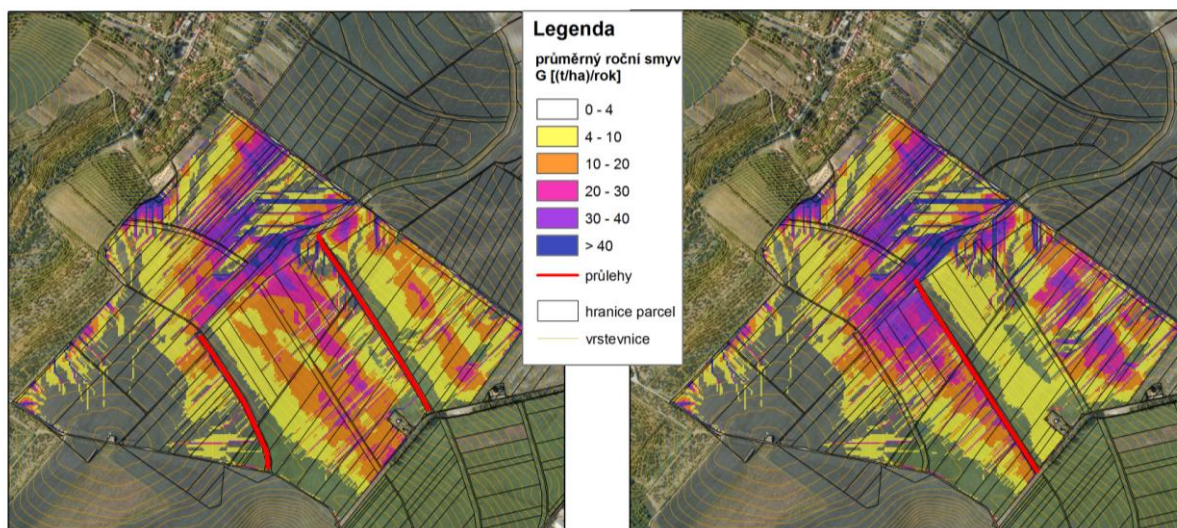 Legenda
průměrný roční smyv
G [(t/ha)/rok]
0 - 4
4 - 10
10 - 20
20 - 30
30 - 40
> 40
průlehy
hranice parcel
vrstevnice